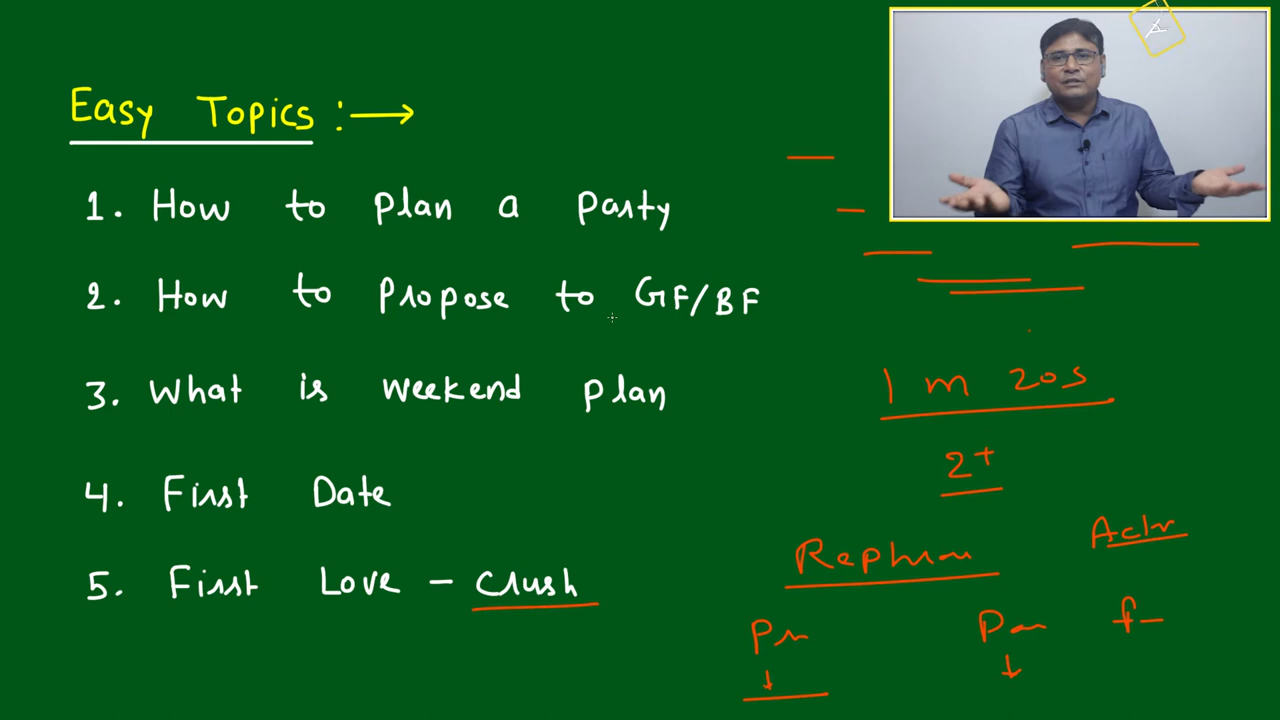 Easy Topics :→
1. How to plan a party
2. How to propose to GF/BF
3. What is weekend plan
4. First Date
5. First Love - Crush
1 m 20s
2+